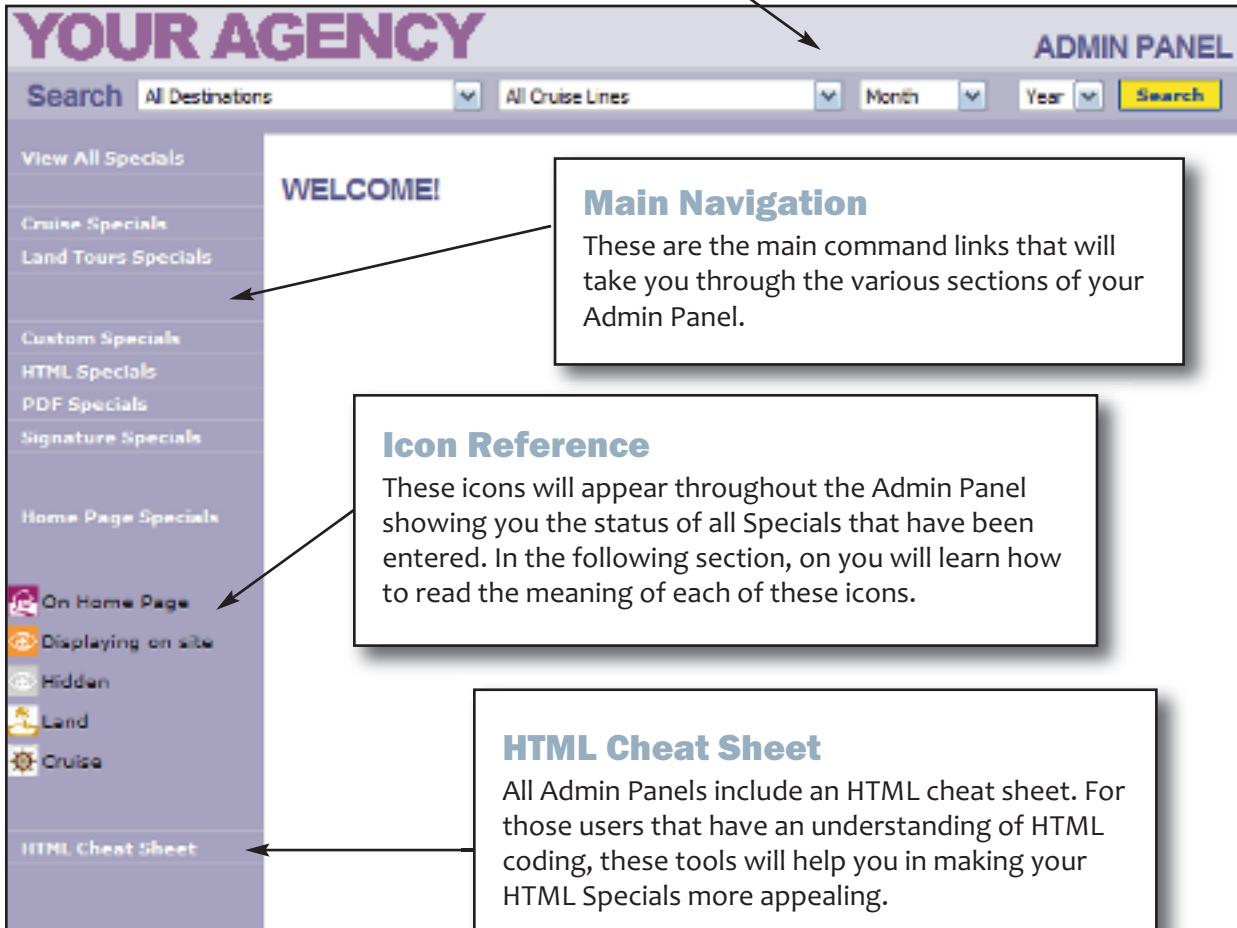 YOUR AGENCY
ADMIN PANEL
Search All Destinations All Cruise Lines Month Year Search
View All Specials
WELCOME!
Cruise Specials
Land Tours Specials
Custom Specials
HTML Specials
PDF Specials
Signature Specials
Home Page Specials
On Home Page
Displaying on site
Hidden
Land
Cruise
HTML Cheat Sheet
Main Navigation
These are the main command links that will
take you through the various sections of your
Admin Panel.
Icon Reference
These icons will appear throughout the Admin Panel
showing you the status of all Specials that have been
entered. In the following section, on you will learn how
to read the meaning of each of these icons.
HTML Cheat Sheet
All Admin Panels include an HTML cheat sheet. For
those users that have an understanding of HTML
coding, these tools will help you in making your
HTML Specials more appealing.